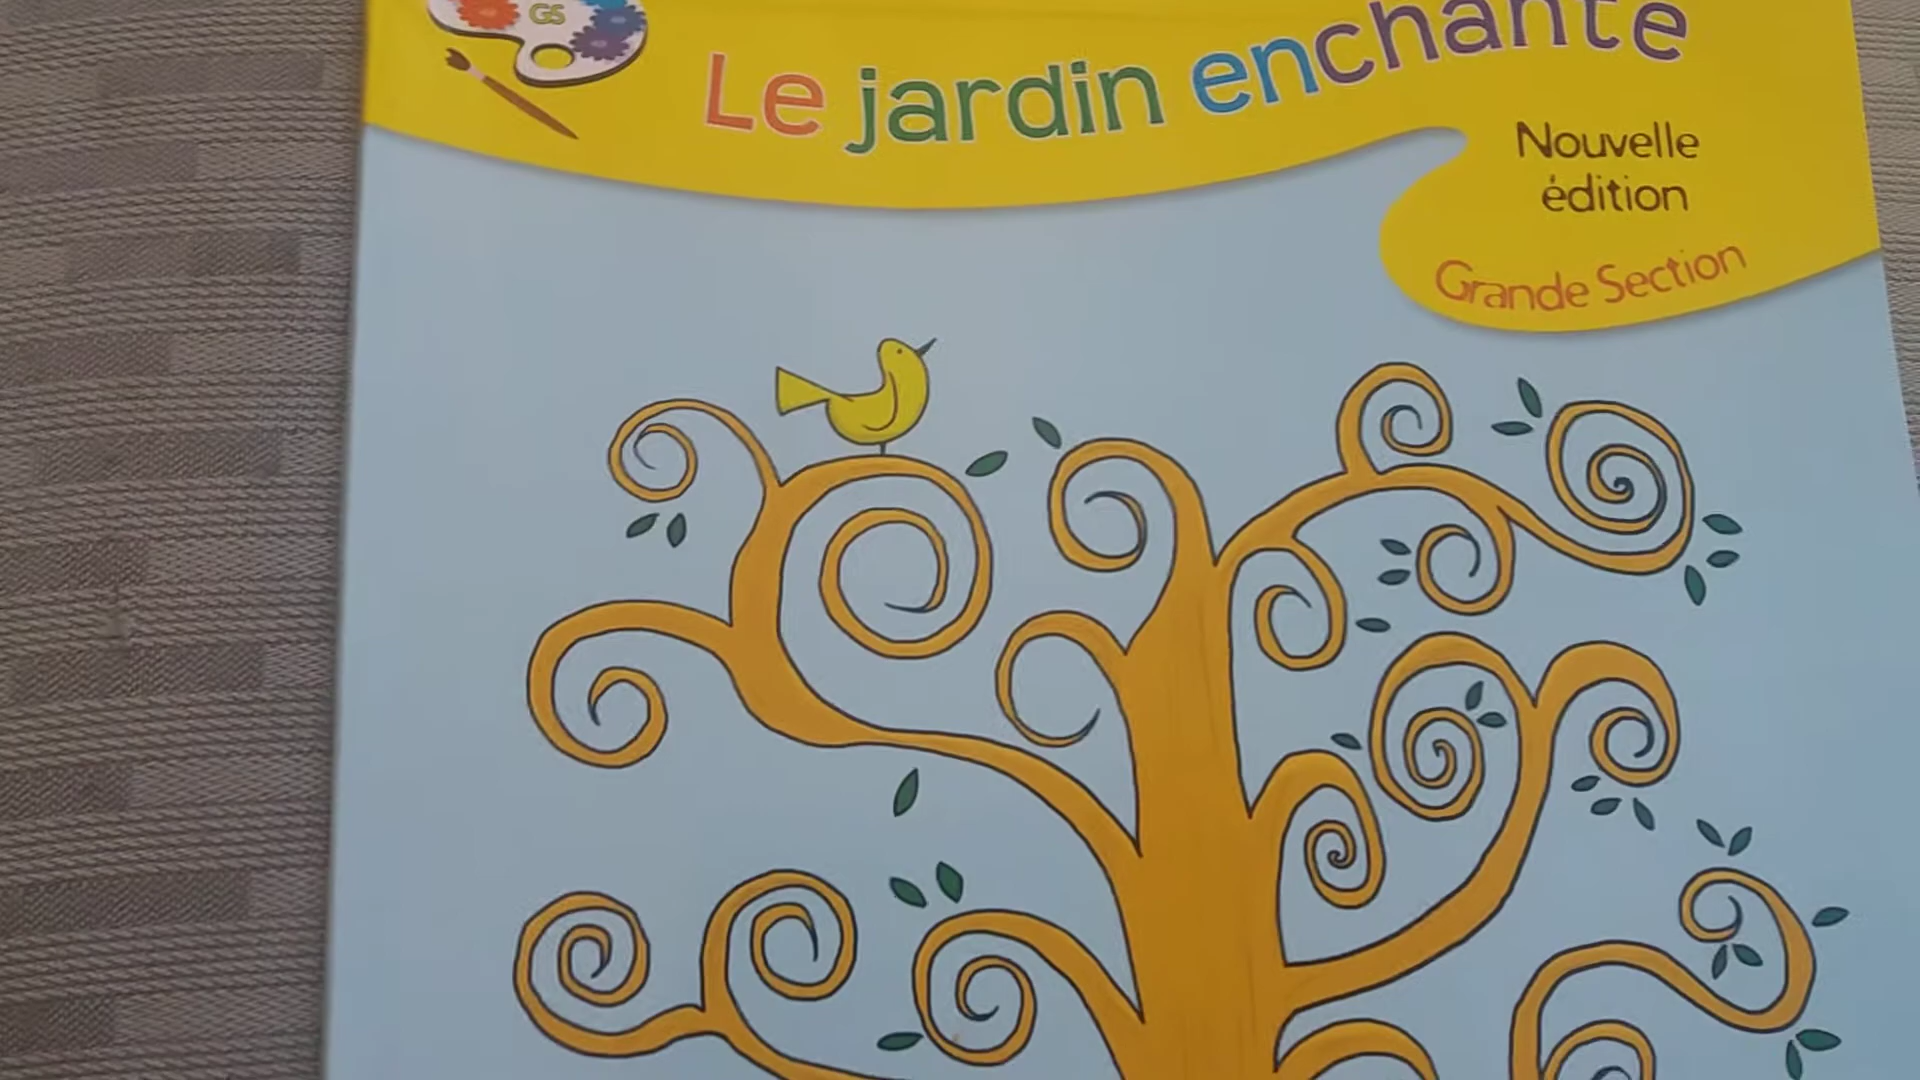 GS
Le jardin enchanté
Nouvelle
édition
Grande Section